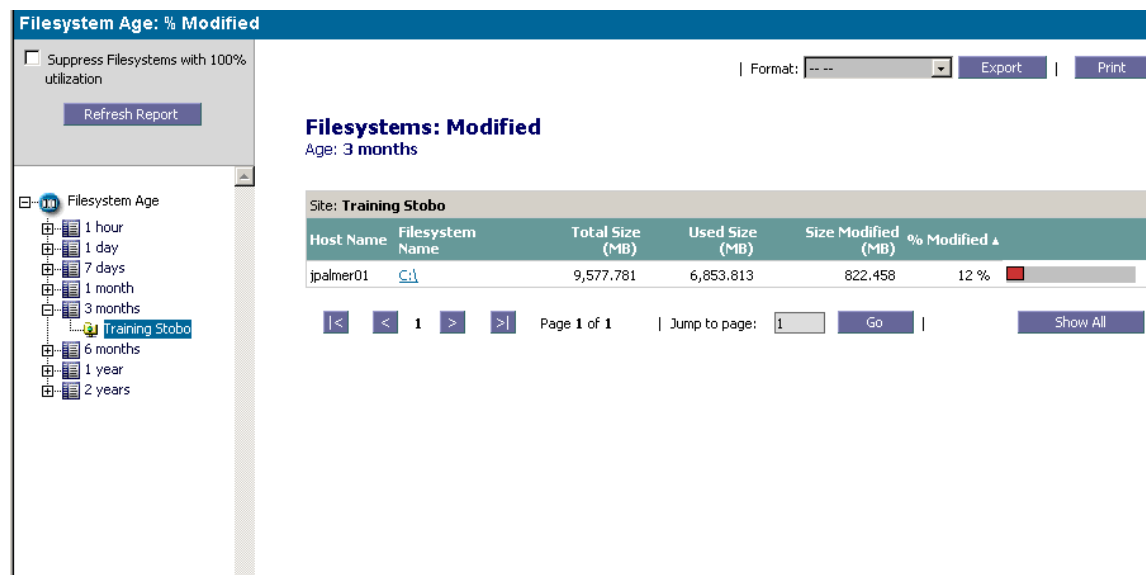 Filesystem Age: % Modified
Suppress Filesystems with 100%
utilization
Refresh Report
| Format: -- -- Export | Print
Filesystems: Modified
Age: 3 months
Filesystem Age
1 hour
1 day
7 days
1 month
3 months
Training Stobo
6 months
1 year
2 years
Site: Training Stobo
Host Name Filesystem Name Total Size (MB) Used Size (MB) Size Modified (MB) % Modified
jpalmer01 C:\ 9,577.781 6,853.813 822.458 12 %
|< < 1 > >| Page 1 of 1 | Jump to page: 1 Go | Show All